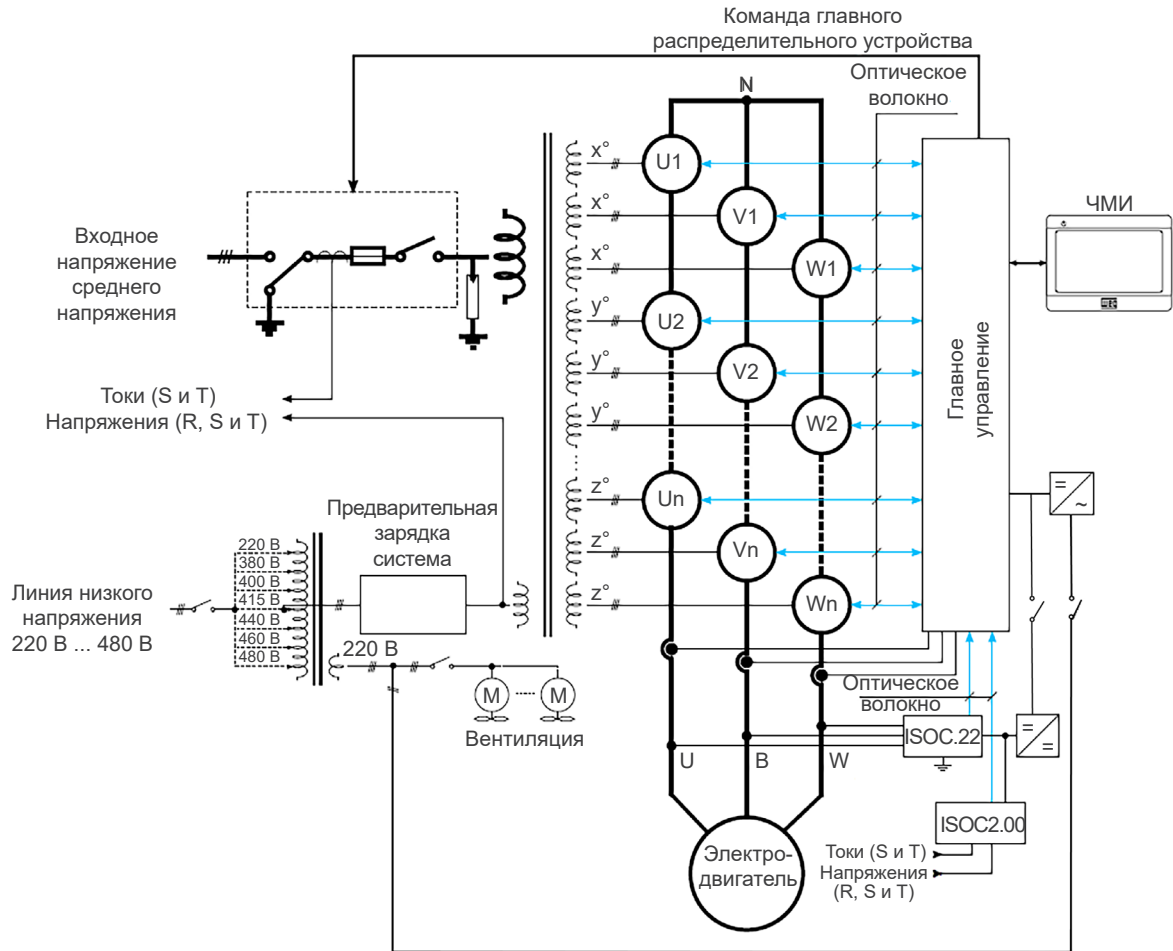 Команда главного
распределительного устройства
Оптическое
волокно
N
x°
U1
x°
V1
ЧМИ
Входное
напряжение
среднего
напряжения
x°
W1
y°
U2
y°
V2
Главное
управление
Токи (S и T)
Напряжения (R, S и T)
y°
W2
z°
Un
Предварительная
зарядка
система
z°
Vn
=
~
220 В
380 В
400 В
415 В
440 В
460 В
480 В
Линия низкого
напряжения
220 В ... 480 В
z°
Wn
220 В
M
M
Вентиляция
Оптическое
волокно
ISOC.22
=
=
U
B
W
ISOC2.00
Электро-
двигатель
Токи (S и T)
Напряжения
(R, S и T)